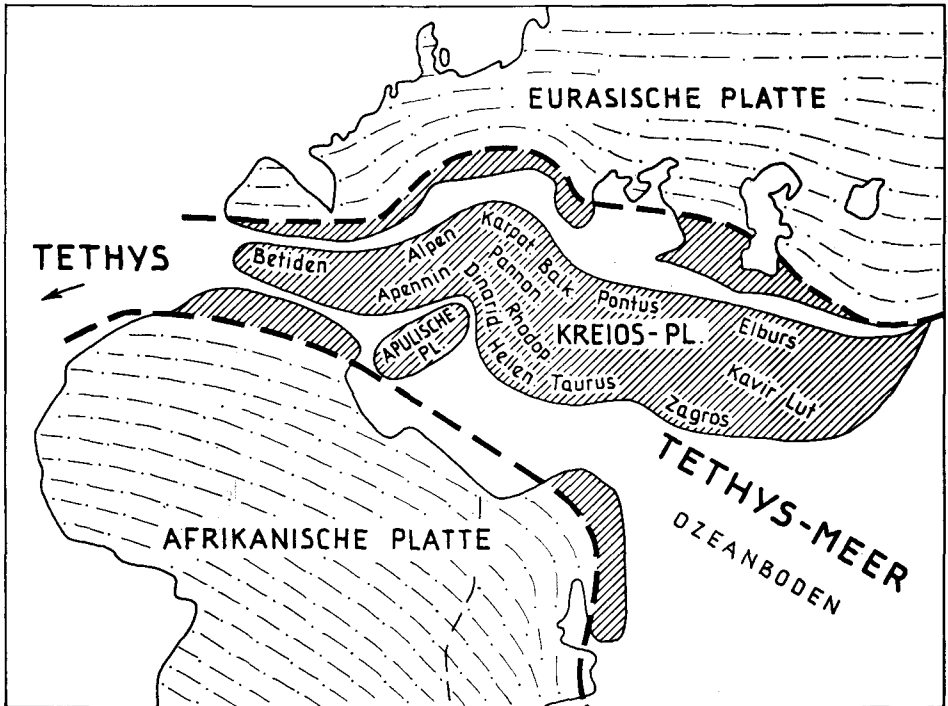 EURASISCHE PLATTE
TETHYS
Betiden
Alpen
Apennin
Karpat
Pannon
Balk
Dinarid
Rhodop
Hellen
Pontus
KREIOS-PL.
Elburs
Kavir Lut
Taurus
Zagros
APULISCHE
PL.
TETHYS-MEER
OZEANBODEN
AFRIKANISCHE PLATTE